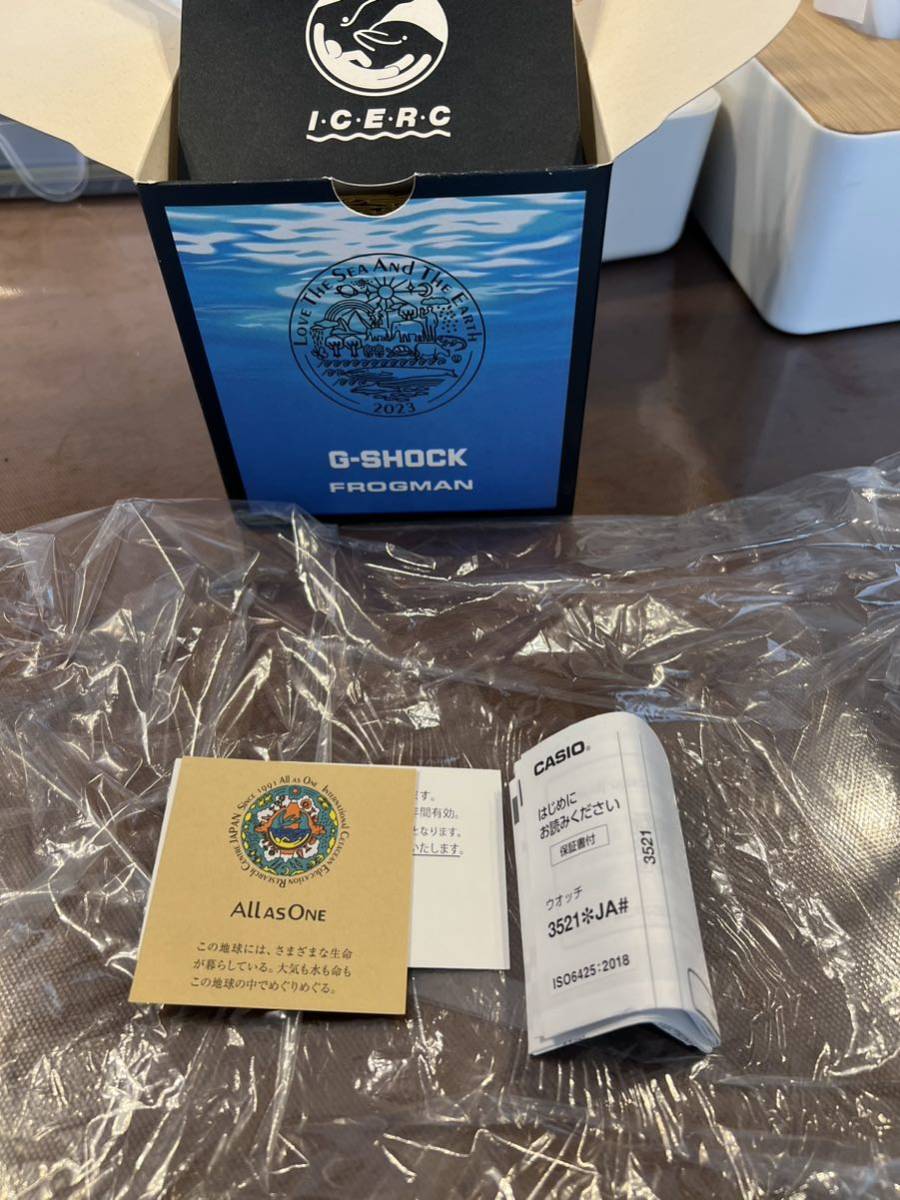 I·C·E·R·C
LOVE THE SEA AND THE EARTH
2023
G-SHOCK
FROGMAN
SINCE 1991 ALL AS ONE INTERNATIONAL CETACEAN EDUCATION RESEARCH CENTRE JAPAN
ALL AS ONE
この地球には、さまざまな生命
が暮らしている。大気も水も命も
この地球の中でめぐりめぐる。
ます。
年間有効。
となります。
いたします。
CASIO®
はじめに
お読みください
保証書付
ウオッチ
3521✻JA#
ISO6425:2018
3521